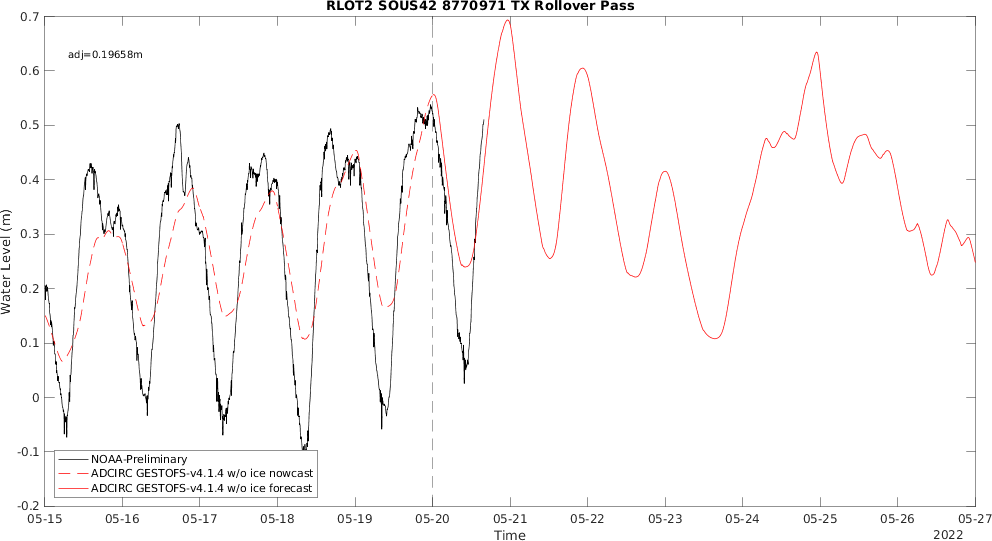 RLOT2 SOUS42 8770971 TX Rollover Pass
0.7
adj=0.19658m
0.6
0.5
0.4
0.3
0.2
0.1
0
-0.1
-0.2
Water Level (m)
NOAA-Preliminary
ADCIRC GESTOFS-v4.1.4 w/o ice nowcast
ADCIRC GESTOFS-v4.1.4 w/o ice forecast
05-15 05-16 05-17 05-18 05-19 05-20 05-21 05-22 05-23 05-24 05-25 05-26 05-27
Time
2022